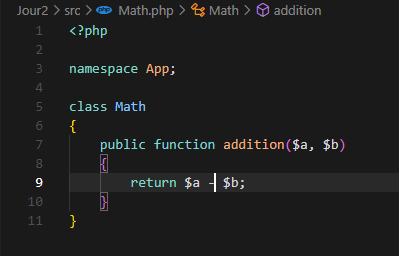 Jour2 > src > Math.php > Math > addition
1 <?php
2
3 namespace App;
4
5 class Math
6 {
7 public function addition($a, $b)
8 {
9 return $a - $b;
10 }
11 }